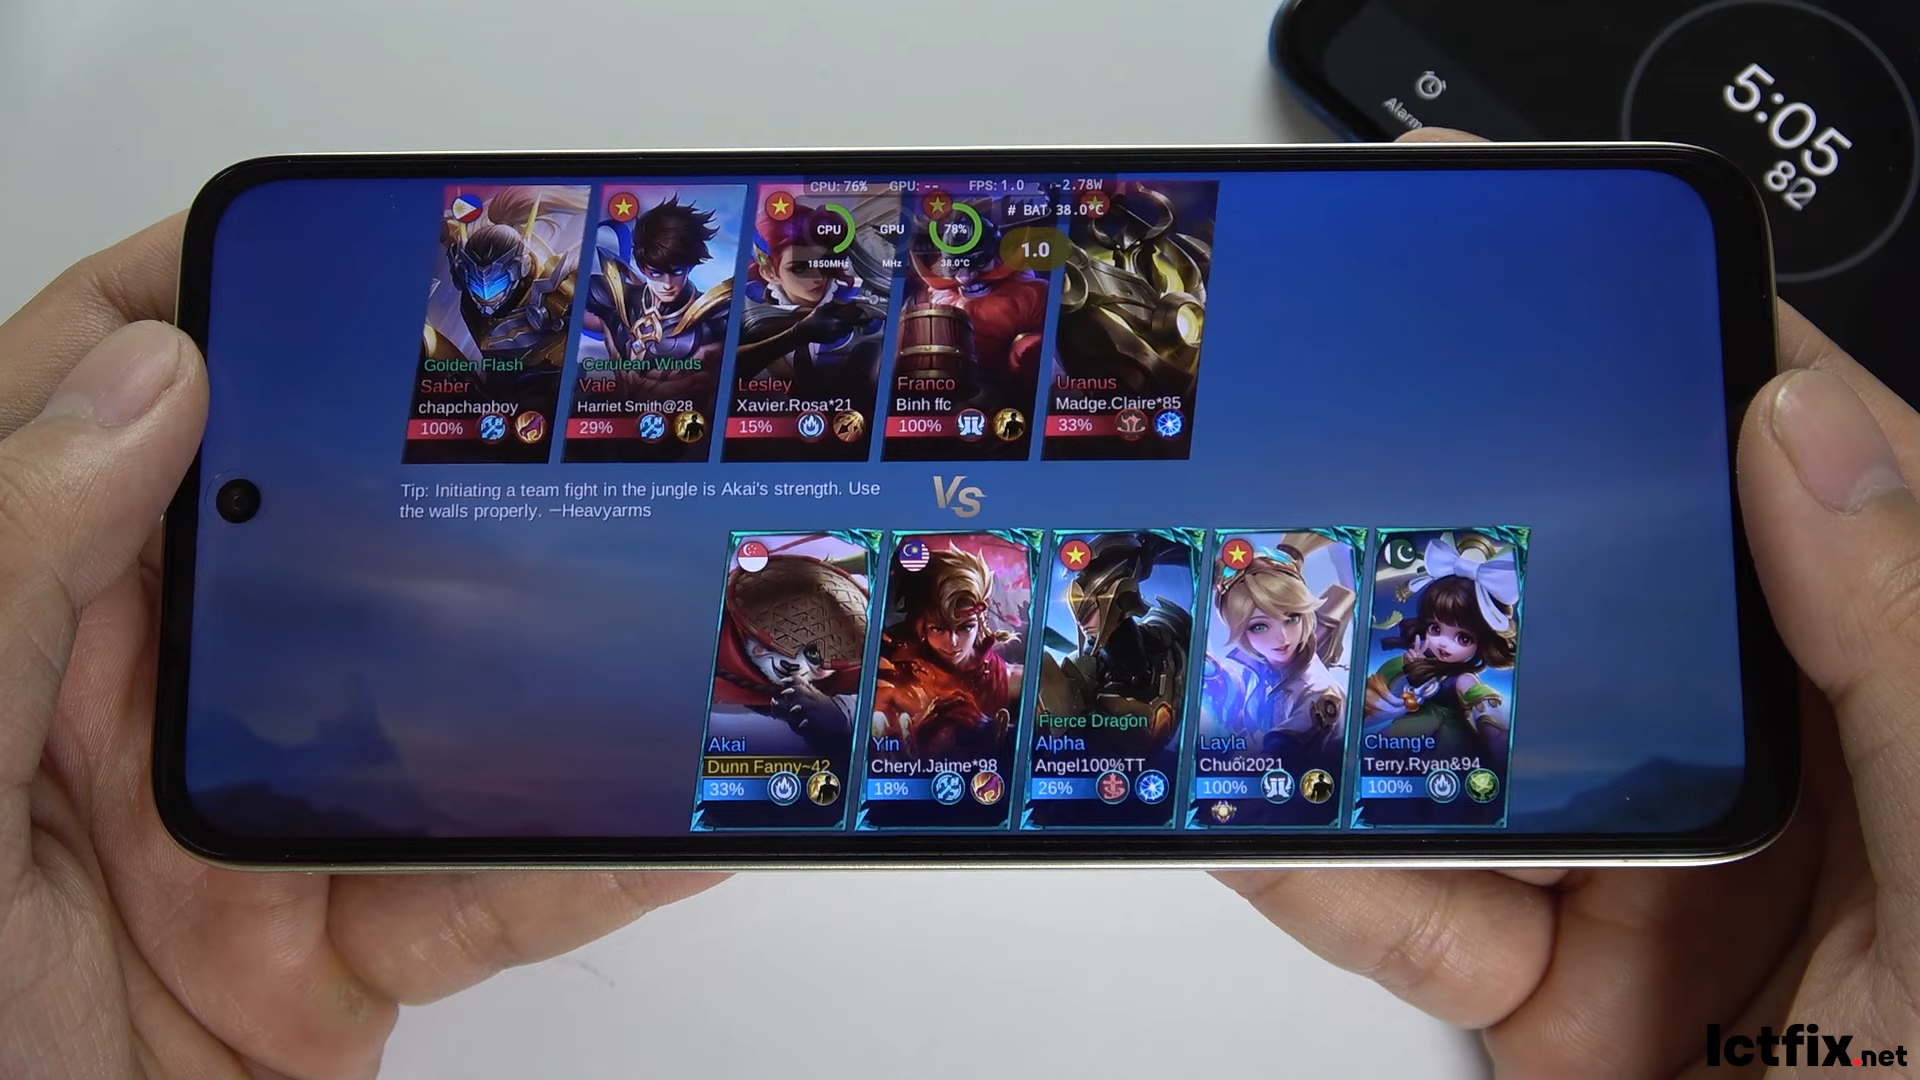 5:05
82
Alarm
CPU: 76% GPU: -- FPS: 1.0 -2.78W
# BAT 38.0°C
CPU GPU 78% 1.0
1850MHz MHz 38.0°C
Golden Flash Cerulean Winds
Saber Vale Lesley Franco Uranus
chapchapboy Harriet Smith@28 Xavier.Rosa*21 Binh ffc Madge.Claire*85
100% 29% 15% 100% 33%
Tip: Initiating a team fight in the jungle is Akai's strength. Use
the walls properly. —Heavyarms
VS
Fierce Dragon
Akai Yin Alpha Layla Chang'e
Dunn Fanny~42 Cheryl.Jaime*98 Angel100%TT Chuối2021 Terry.Ryan&94
33% 18% 26% 100% 100%
Ictfix.net